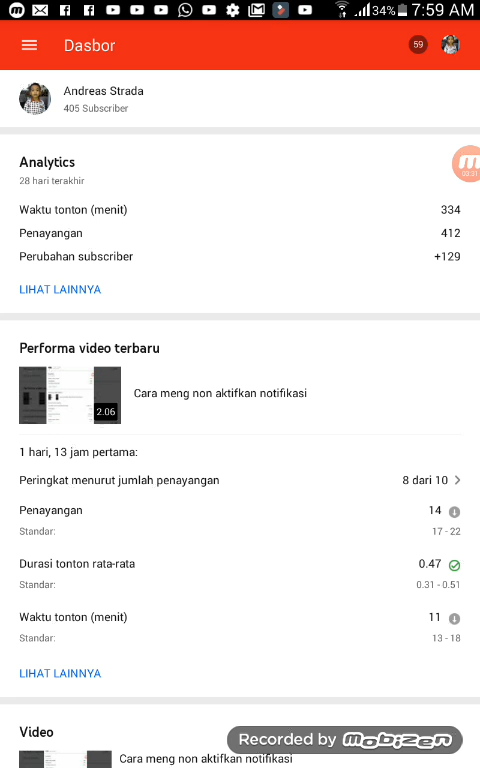 34% 7:59 AM
Dasbor 59
Andreas Strada
405 Subscriber
Analytics
28 hari terakhir
03:31
Waktu tonton (menit) 334
Penayangan 412
Perubahan subscriber +129
LIHAT LAINNYA
Performa video terbaru
2.06
Cara meng non aktifkan notifikasi
1 hari, 13 jam pertama:
Peringkat menurut jumlah penayangan 8 dari 10
Penayangan 14
Standar: 17 - 22
Durasi tonton rata-rata 0.47
Standar: 0.31 - 0.51
Waktu tonton (menit) 11
Standar: 13 - 18
LIHAT LAINNYA
Video
Recorded by mobizen
Cara meng non aktifkan notifikasi